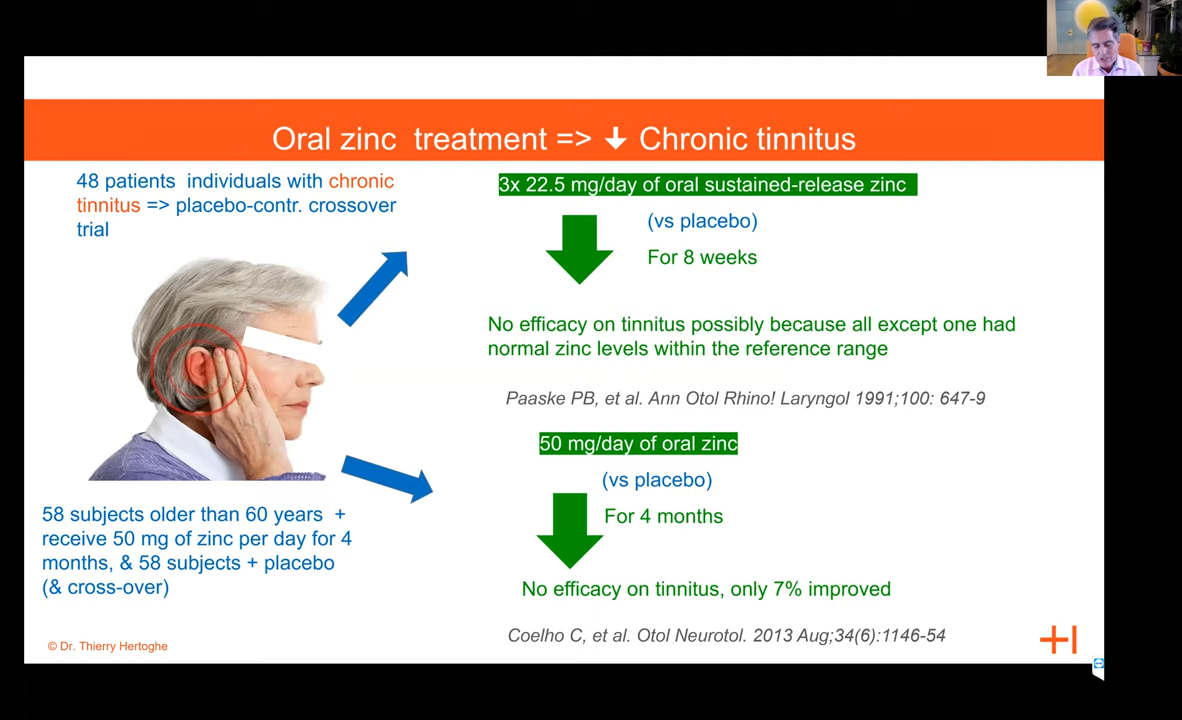 Oral zinc treatment => ↓ Chronic tinnitus
48 patients individuals with chronic
tinnitus => placebo-contr. crossover
trial
3x 22.5 mg/day of oral sustained-release zinc
(vs placebo)
For 8 weeks
No efficacy on tinnitus possibly because all except one had
normal zinc levels within the reference range
Paaske PB, et al. Ann Otol Rhino! Laryngol 1991;100: 647-9
50 mg/day of oral zinc
(vs placebo)
For 4 months
58 subjects older than 60 years +
receive 50 mg of zinc per day for 4
months, & 58 subjects + placebo
(& cross-over)
No efficacy on tinnitus, only 7% improved
Coelho C, et al. Otol Neurotol. 2013 Aug;34(6):1146-54
© Dr. Thierry Hertoghe